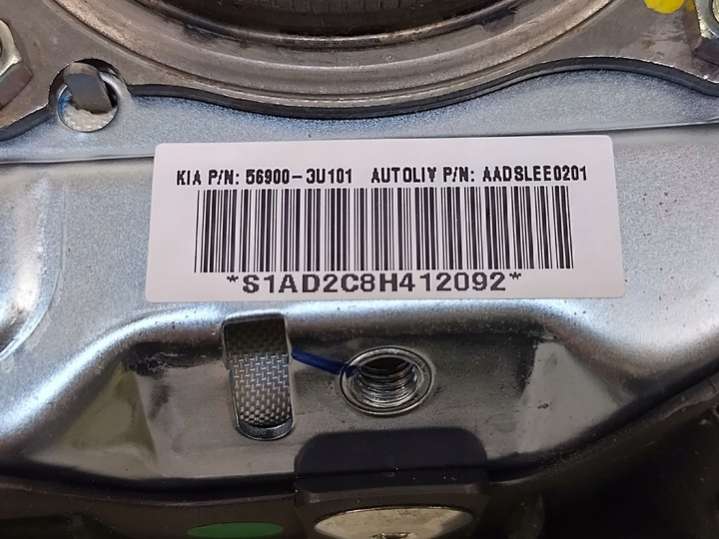 KIA P/N: 56900-3U101 AUTOLIV P/N: AADSLEE0201
*S1AD2C8H412092*